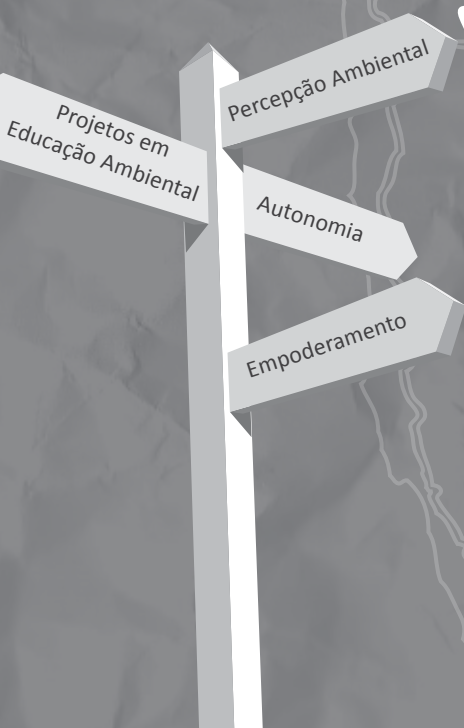 Percepção Ambiental
Projetos em
Educação Ambiental
Autonomia
Empoderamento